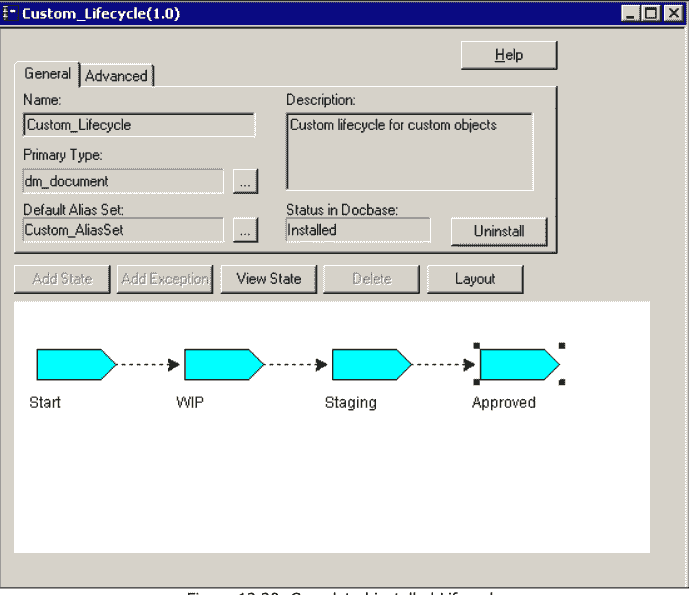 Custom_Lifecycle(1.0)
Help
General Advanced
Name: Description:
Custom_Lifecycle Custom lifecycle for custom objects
Primary Type:
dm_document ...
Default Alias Set: Status in Docbase:
Custom_AliasSet ... Installed Uninstall
Add State Add Exception View State Delete Layout
Start WIP Staging Approved